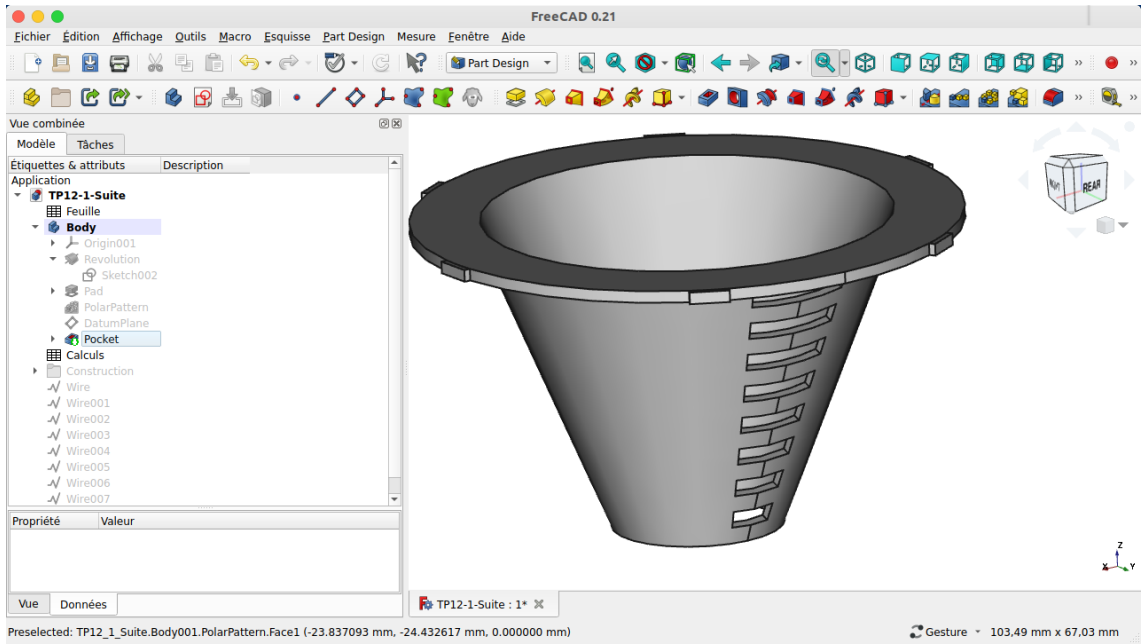 FreeCAD 0.21
Fichier Édition Affichage Outils Macro Esquisse Part Design Mesure Fenêtre Aide
Part Design
Vue combinée
Modèle Tâches
Étiquettes & attributs Description
Application
TP12-1-Suite
Feuille
Body
Origin001
Revolution
Sketch002
Pad
PolarPattern
DatumPlane
Pocket
Calculs
Construction
Wire
Wire001
Wire002
Wire003
Wire004
Wire005
Wire006
Wire007
Propriété Valeur
Vue Données
RIGHT REAR
Z
X Y
TP12-1-Suite : 1*
Preselected: TP12_1_Suite.Body001.PolarPattern.Face1 (-23.837093 mm, -24.432617 mm, 0.000000 mm)
Gesture 103,49 mm x 67,03 mm